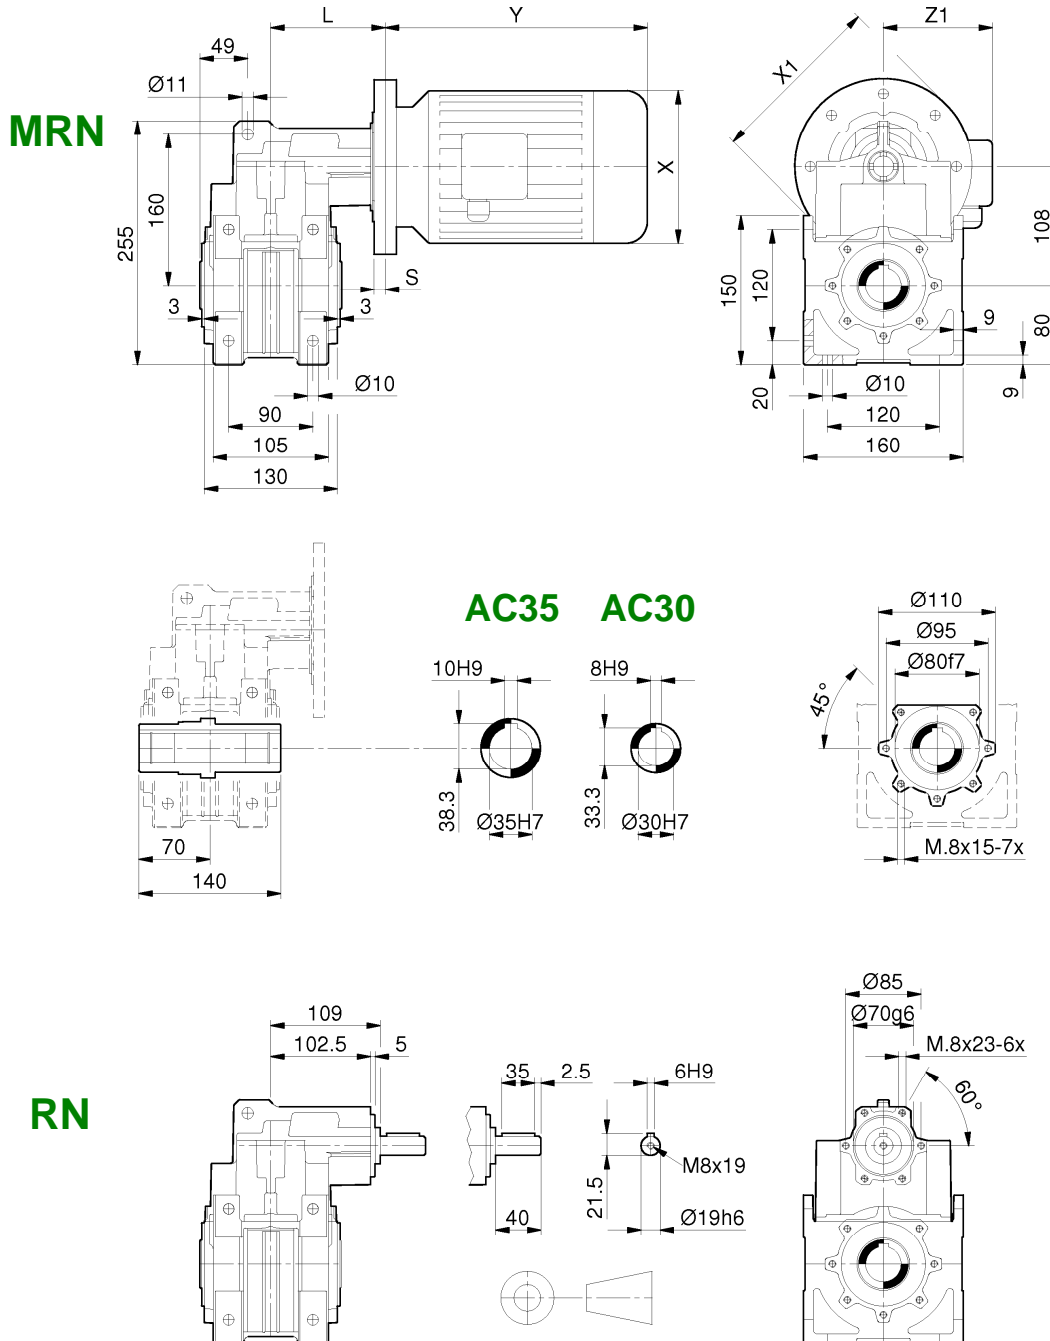 L
Y
Z1
49
Ø11
X1
MRN
160
255
X
108
150
120
S
3
3
9
80
Ø10
20
Ø10
9
90
120
105
160
130
AC35
AC30
Ø110
Ø95
10H9
8H9
Ø80f7
45°
38.3
33.3
Ø35H7
Ø30H7
70
M.8x15-7x
140
Ø85
109
Ø70g6
102.5
5
M.8x23-6x
35
2.5
6H9
60°
RN
M8x19
21.5
40
Ø19h6